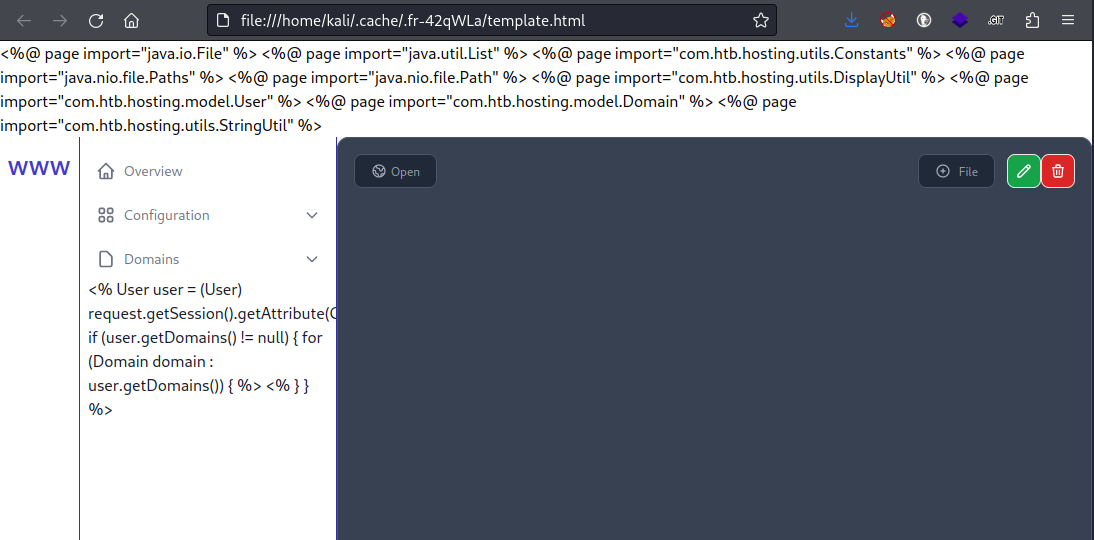 file:///home/kali/.cache/.fr-42qWLa/template.html
.GIT
<%@ page import="java.io.File" %> <%@ page import="java.util.List" %> <%@ page import="com.htb.hosting.utils.Constants" %> <%@ page
import="java.nio.file.Paths" %> <%@ page import="java.nio.file.Path" %> <%@ page import="com.htb.hosting.utils.DisplayUtil" %> <%@ page
import="com.htb.hosting.model.User" %> <%@ page import="com.htb.hosting.model.Domain" %> <%@ page
import="com.htb.hosting.utils.StringUtil" %>
WWW
Overview
Configuration
Domains
<% User user = (User)
request.getSession().getAttribute(
if (user.getDomains() != null) { for
(Domain domain :
user.getDomains()) { %> <% } }
%>
Open
File